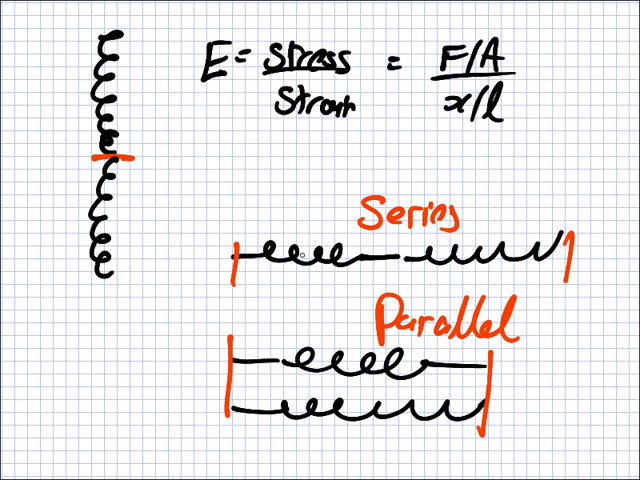 E = Stress / Strain = F/A / x/l
Series
Parallel